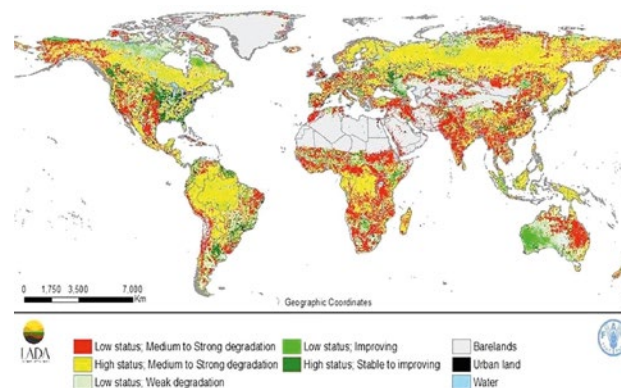 0 1,750 3,500 7,000
Km
Geographic Coordinates
LADA
Low status; Medium to Strong degradation
High status; Medium to Strong degradation
Low status; Weak degradation
Low status; Improving
High status; Stable to improving
Barelands
Urban land
Water